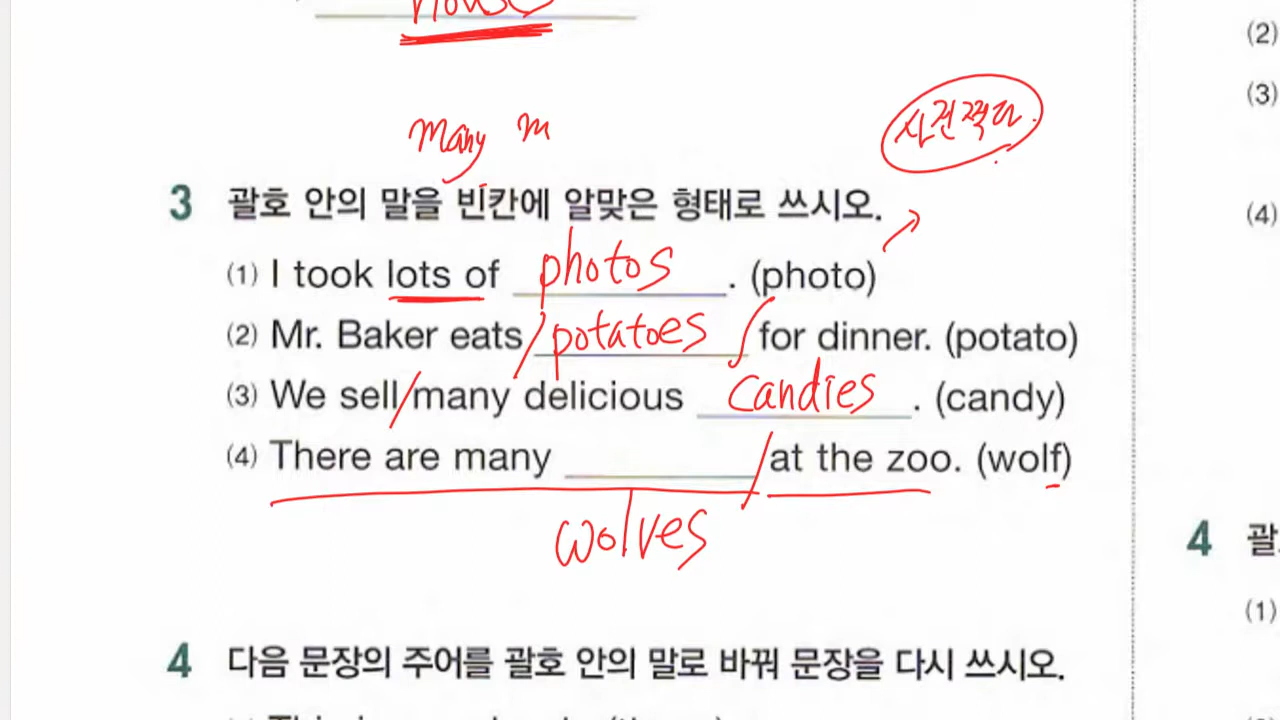 (2)
(3)
(4)
many m
사진찍다.
3 괄호 안의 말을 빈칸에 알맞은 형태로 쓰시오.
(1) I took lots of photos . (photo)
(2) Mr. Baker eats potatoes for dinner. (potato)
(3) We sell many delicious candies . (candy)
(4) There are many at the zoo. (wolf)
wolves
4 다음 문장의 주어를 괄호 안의 말로 바꿔 문장을 다시 쓰시오.
4
(1)